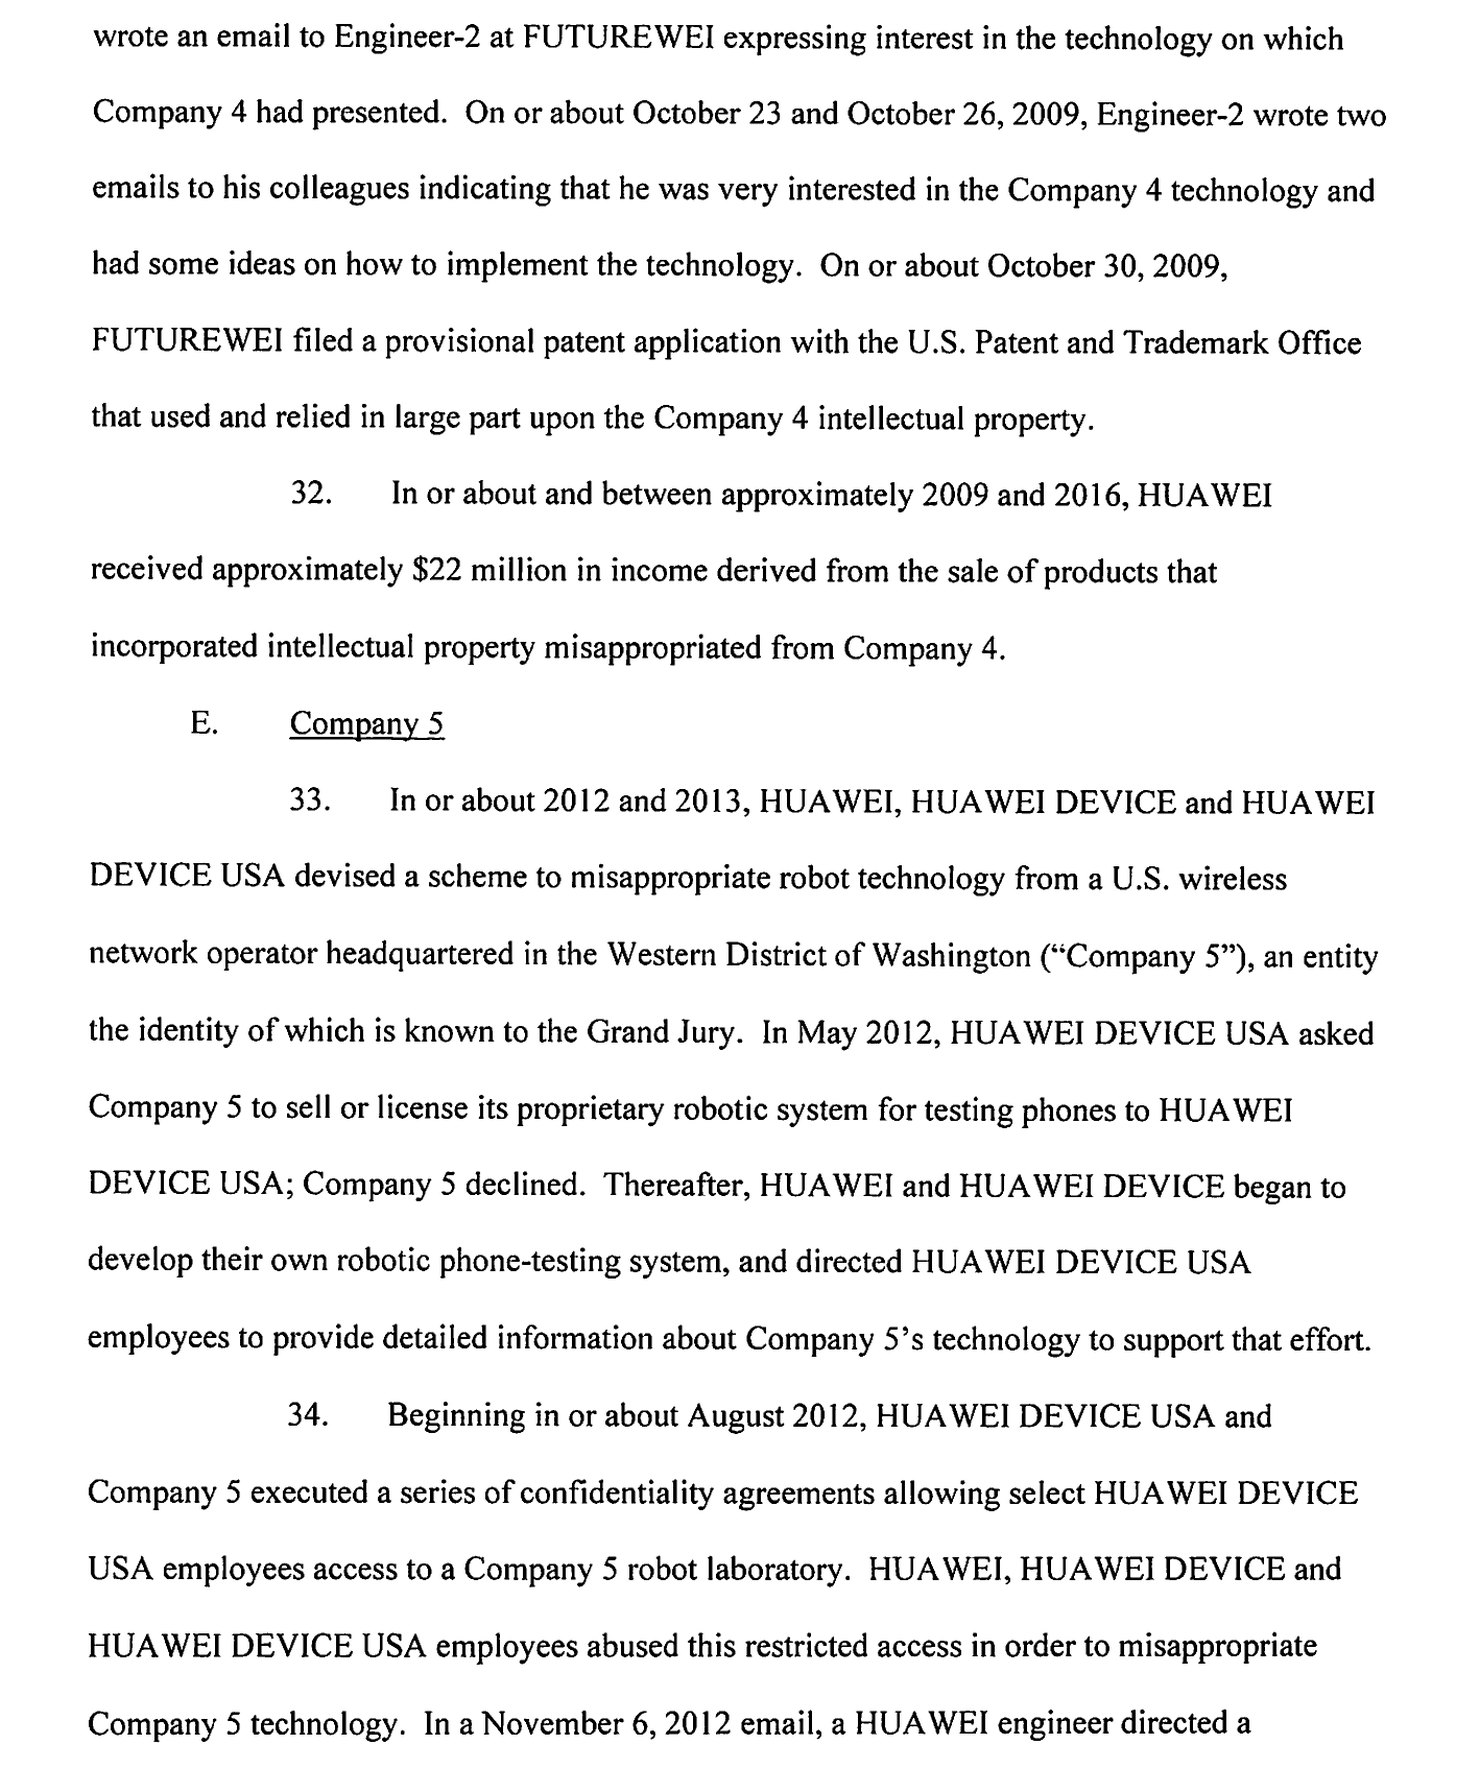 wrote an email to Engineer-2 at FUTUREWEI expressing interest in the technology on which
Company 4 had presented. On or about October 23 and October 26, 2009, Engineer-2 wrote two
emails to his colleagues indicating that he was very interested in the Company 4 technology and
had some ideas on how to implement the technology. On or about October 30, 2009,
FUTUREWEI filed a provisional patent application with the U.S. Patent and Trademark Office
that used and relied in large part upon the Company 4 intellectual property.
32. In or about and between approximately 2009 and 2016, HUAWEI
received approximately $22 million in income derived from the sale of products that
incorporated intellectual property misappropriated from Company 4.
E. Company 5
33. In or about 2012 and 2013, HUAWEI, HUAWEI DEVICE and HUAWEI
DEVICE USA devised a scheme to misappropriate robot technology from a U.S. wireless
network operator headquartered in the Western District of Washington (“Company 5”), an entity
the identity of which is known to the Grand Jury. In May 2012, HUAWEI DEVICE USA asked
Company 5 to sell or license its proprietary robotic system for testing phones to HUAWEI
DEVICE USA; Company 5 declined. Thereafter, HUAWEI and HUAWEI DEVICE began to
develop their own robotic phone-testing system, and directed HUAWEI DEVICE USA
employees to provide detailed information about Company 5’s technology to support that effort.
34. Beginning in or about August 2012, HUAWEI DEVICE USA and
Company 5 executed a series of confidentiality agreements allowing select HUAWEI DEVICE
USA employees access to a Company 5 robot laboratory. HUAWEI, HUAWEI DEVICE and
HUAWEI DEVICE USA employees abused this restricted access in order to misappropriate
Company 5 technology. In a November 6, 2012 email, a HUAWEI engineer directed a